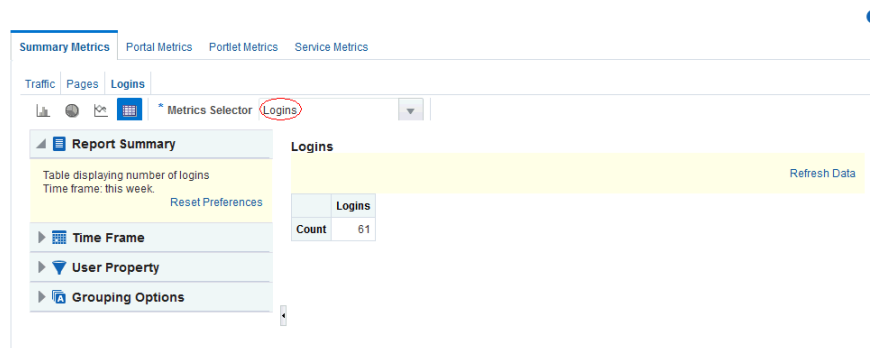 Summary Metrics Portal Metrics Portlet Metrics Service Metrics
Traffic Pages Logins
* Metrics Selector Logins
Report Summary
Table displaying number of logins
Time frame: this week.
Reset Preferences
Time Frame
User Property
Grouping Options
Logins
Refresh Data
Logins
Count 61